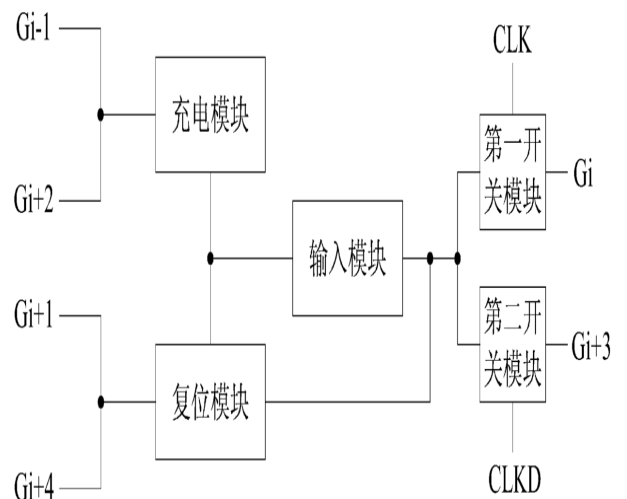 Gi-1
CLK
充电模块
第一开
关模块
Gi
Gi+2
输入模块
Gi+1
第二开
关模块
Gi+3
复位模块
Gi+4
CLKD